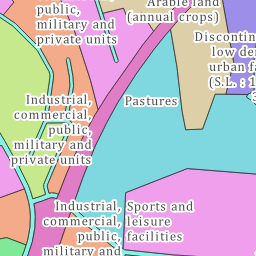 public,
military and
private units
Arable land
(annual crops)
Discontin
low den
urban fa
(S.L. : 1
Pastures
Industrial,
commercial,
public,
military and
private units
Industrial,
commercial,
public,
military and
Sports and
leisure
facilities